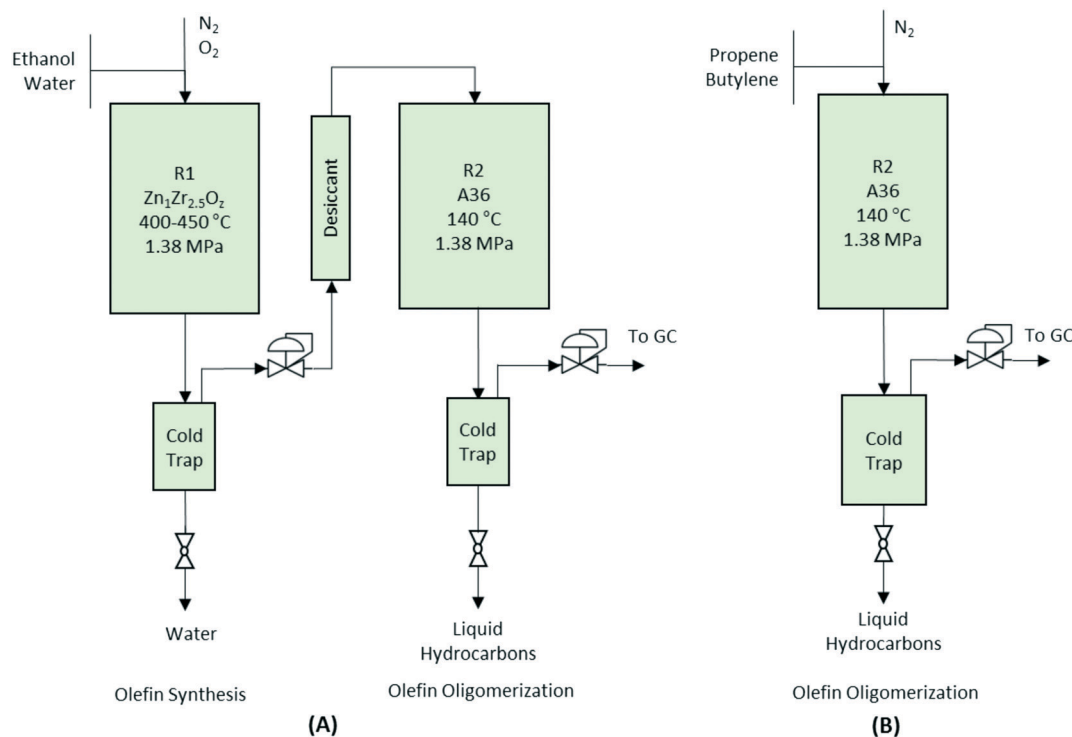 N₂
O₂
Ethanol
Water
R1
Zn₁Zr₂.₅O_z
400-450 °C
1.38 MPa
Cold
Trap
Water
Olefin Synthesis
Desiccant
R2
A36
140 °C
1.38 MPa
To GC
Cold
Trap
Liquid
Hydrocarbons
Olefin Oligomerization
(A)
N₂
Propene
Butylene
R2
A36
140 °C
1.38 MPa
To GC
Cold
Trap
Liquid
Hydrocarbons
Olefin Oligomerization
(B)